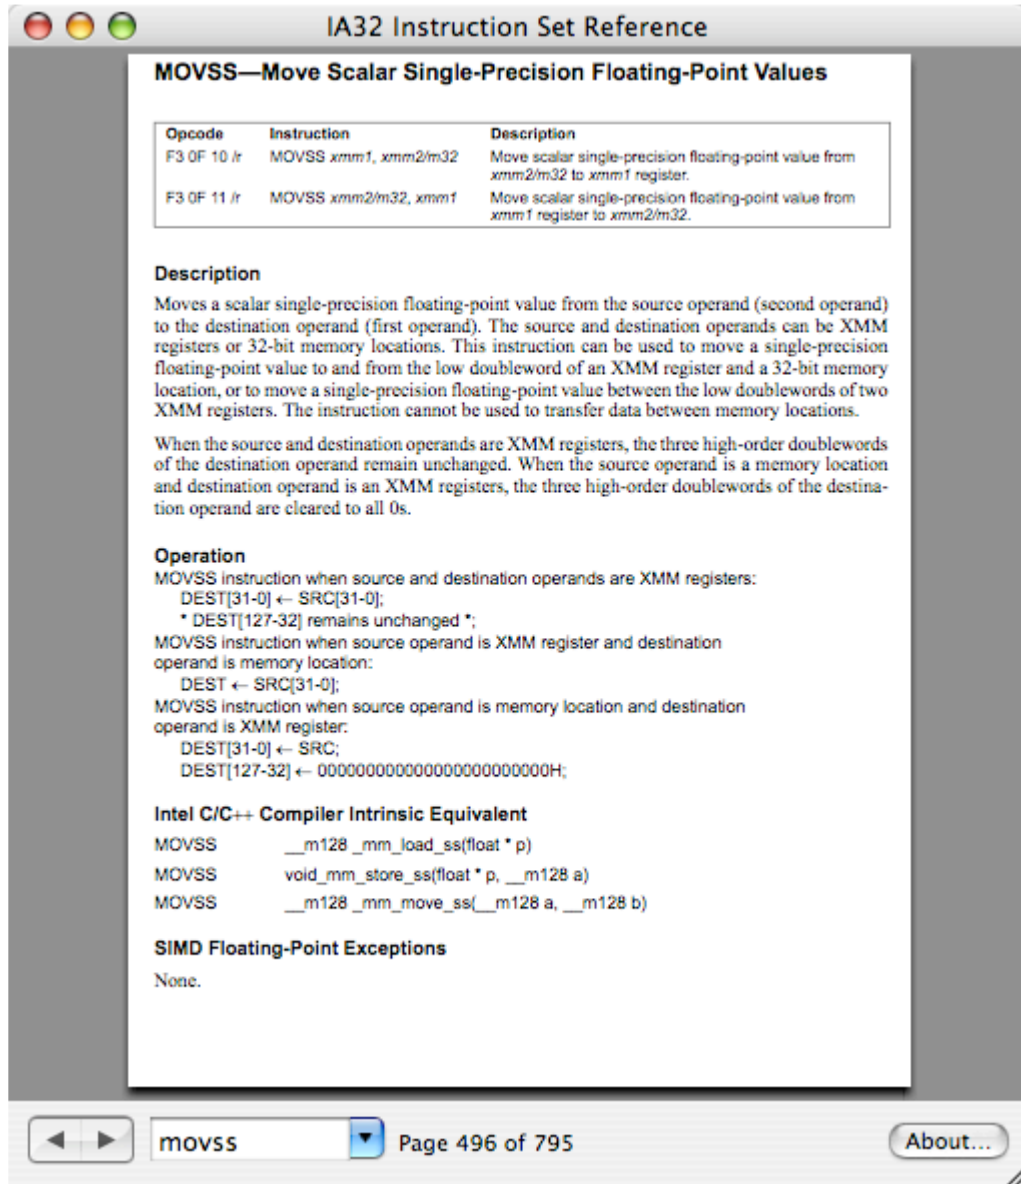 IA32 Instruction Set Reference
MOVSS—Move Scalar Single-Precision Floating-Point Values
Opcode Instruction Description
F3 0F 10 /r MOVSS xmm1, xmm2/m32 Move scalar single-precision floating-point value from
xmm2/m32 to xmm1 register.
F3 0F 11 /r MOVSS xmm2/m32, xmm1 Move scalar single-precision floating-point value from
xmm1 register to xmm2/m32.
Description
Moves a scalar single-precision floating-point value from the source operand (second operand)
to the destination operand (first operand). The source and destination operands can be XMM
registers or 32-bit memory locations. This instruction can be used to move a single-precision
floating-point value to and from the low doubleword of an XMM register and a 32-bit memory
location, or to move a single-precision floating-point value between the low doublewords of two
XMM registers. The instruction cannot be used to transfer data between memory locations.
When the source and destination operands are XMM registers, the three high-order doublewords
of the destination operand remain unchanged. When the source operand is a memory location
and destination operand is an XMM registers, the three high-order doublewords of the destina-
tion operand are cleared to all 0s.
Operation
MOVSS instruction when source and destination operands are XMM registers:
DEST[31-0] ← SRC[31-0];
* DEST[127-32] remains unchanged *;
MOVSS instruction when source operand is XMM register and destination
operand is memory location:
DEST ← SRC[31-0];
MOVSS instruction when source operand is memory location and destination
operand is XMM register:
DEST[31-0] ← SRC;
DEST[127-32] ← 000000000000000000000000H;
Intel C/C++ Compiler Intrinsic Equivalent
MOVSS __m128 _mm_load_ss(float * p)
MOVSS void_mm_store_ss(float * p, __m128 a)
MOVSS __m128 _mm_move_ss(__m128 a, __m128 b)
SIMD Floating-Point Exceptions
None.
movss Page 496 of 795 About...